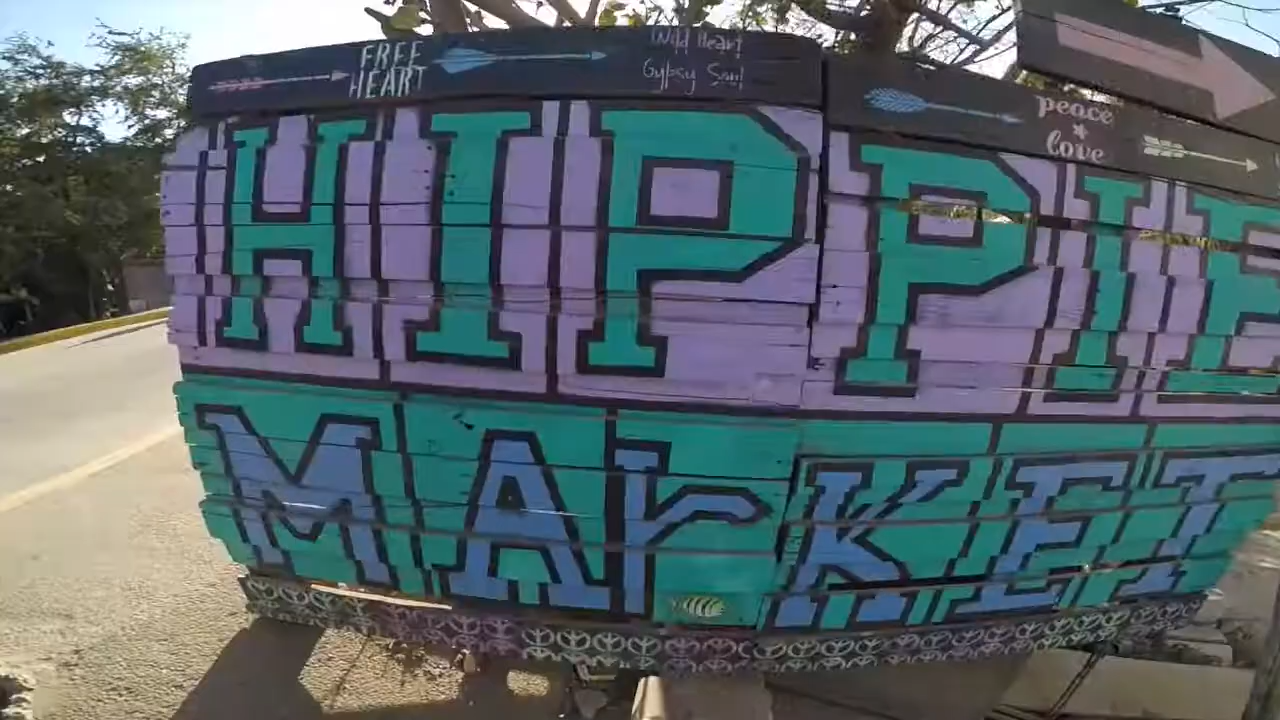 FREE
HEART
Wild Heart
Gypsy Soul
peace
love
HIPPIE
MArKET